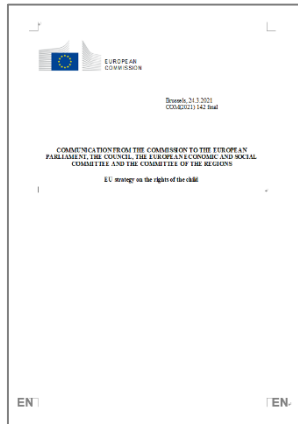 EUROPEAN
COMMISSION
Brussels, 24.3.2021
COM(2021) 142 final
COMMUNICATION FROM THE COMMISSION TO THE EUROPEAN
PARLIAMENT, THE COUNCIL, THE EUROPEAN ECONOMIC AND SOCIAL
COMMITTEE AND THE COMMITTEE OF THE REGIONS
EU strategy on the rights of the child
EN EN